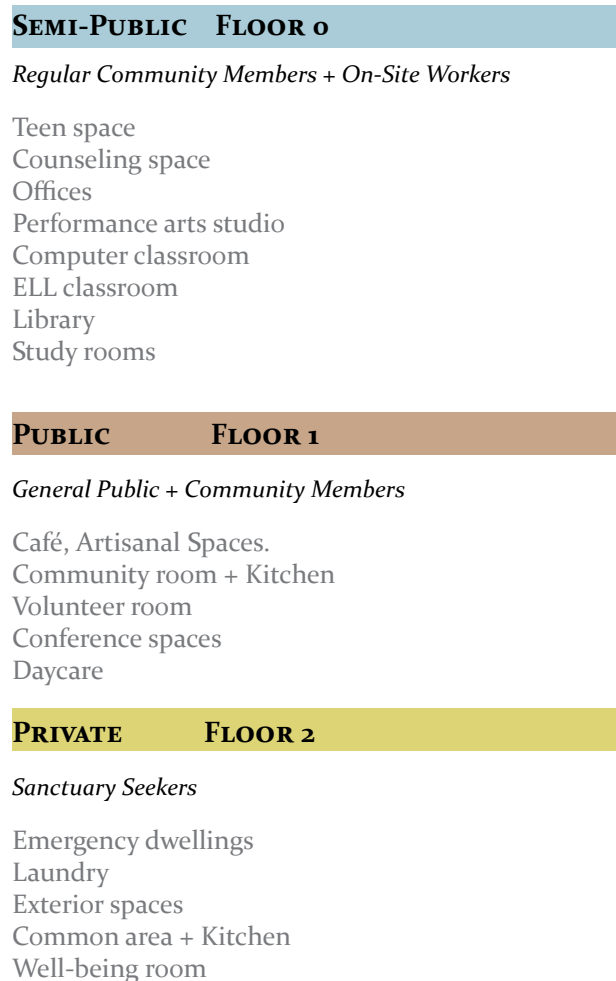 Semi-Public Floor 0
Regular Community Members + On-Site Workers
Teen space
Counseling space
Offices
Performance arts studio
Computer classroom
ELL classroom
Library
Study rooms
Public Floor 1
General Public + Community Members
Café, Artisanal Spaces.
Community room + Kitchen
Volunteer room
Conference spaces
Daycare
Private Floor 2
Sanctuary Seekers
Emergency dwellings
Laundry
Exterior spaces
Common area + Kitchen
Well-being room